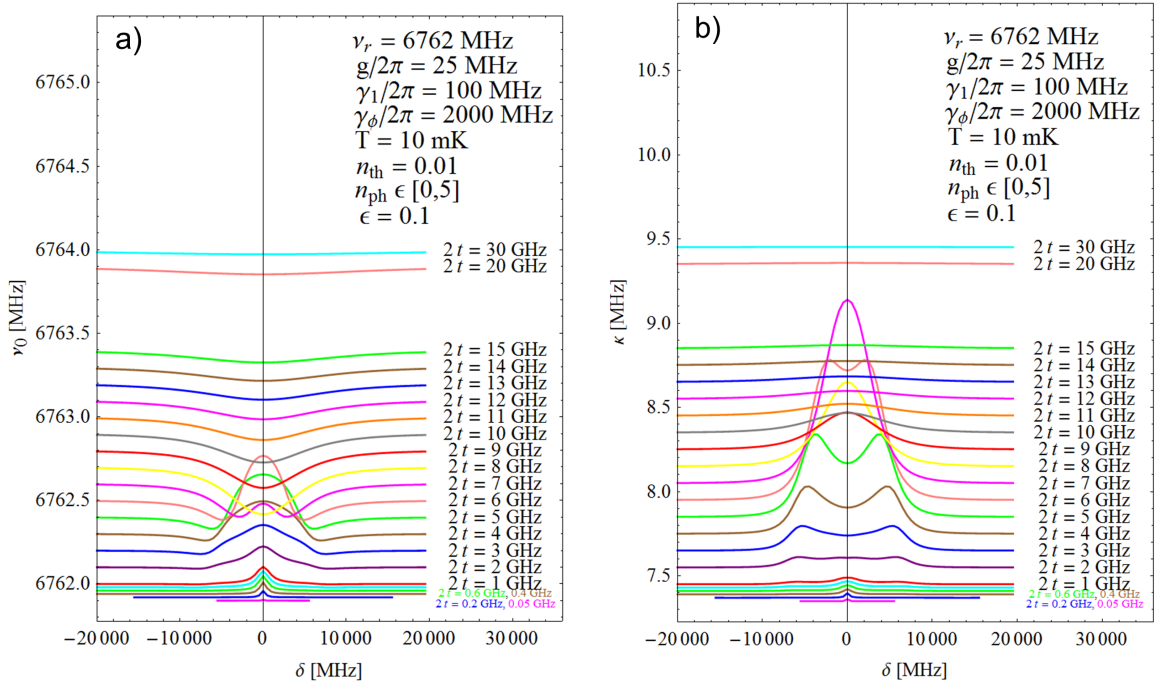 a)
ν_r = 6762 MHz
g/2π = 25 MHz
γ_1/2π = 100 MHz
γ_ϕ/2π = 2000 MHz
T = 10 mK
n_th = 0.01
n_ph ϵ [0,5]
ϵ = 0.1
6765.0
6764.5
6764.0
6763.5
6763.0
6762.5
6762.0
ν_0 [MHz]
2 t = 30 GHz
2 t = 20 GHz
2 t = 15 GHz
2 t = 14 GHz
2 t = 13 GHz
2 t = 12 GHz
2 t = 11 GHz
2 t = 10 GHz
2 t = 9 GHz
2 t = 8 GHz
2 t = 7 GHz
2 t = 6 GHz
2 t = 5 GHz
2 t = 4 GHz
2 t = 3 GHz
2 t = 2 GHz
2 t = 1 GHz
2 t = 0.6 GHz, 0.4 GHz
2 t = 0.2 GHz, 0.05 GHz
−20 000 −10 000 0 10 000 20 000 30 000
δ [MHz]
b)
ν_r = 6762 MHz
g/2π = 25 MHz
γ_1/2π = 100 MHz
γ_ϕ/2π = 2000 MHz
T = 10 mK
n_th = 0.01
n_ph ϵ [0,5]
ϵ = 0.1
10.5
10.0
9.5
9.0
8.5
8.0
7.5
κ [MHz]
2 t = 30 GHz
2 t = 20 GHz
2 t = 15 GHz
2 t = 14 GHz
2 t = 13 GHz
2 t = 12 GHz
2 t = 11 GHz
2 t = 10 GHz
2 t = 9 GHz
2 t = 8 GHz
2 t = 7 GHz
2 t = 6 GHz
2 t = 5 GHz
2 t = 4 GHz
2 t = 3 GHz
2 t = 2 GHz
2 t = 1 GHz
2 t = 0.6 GHz, 0.4 GHz
2 t = 0.2 GHz, 0.05 GHz
−20 000 −10 000 0 10 000 20 000 30 000
δ [MHz]